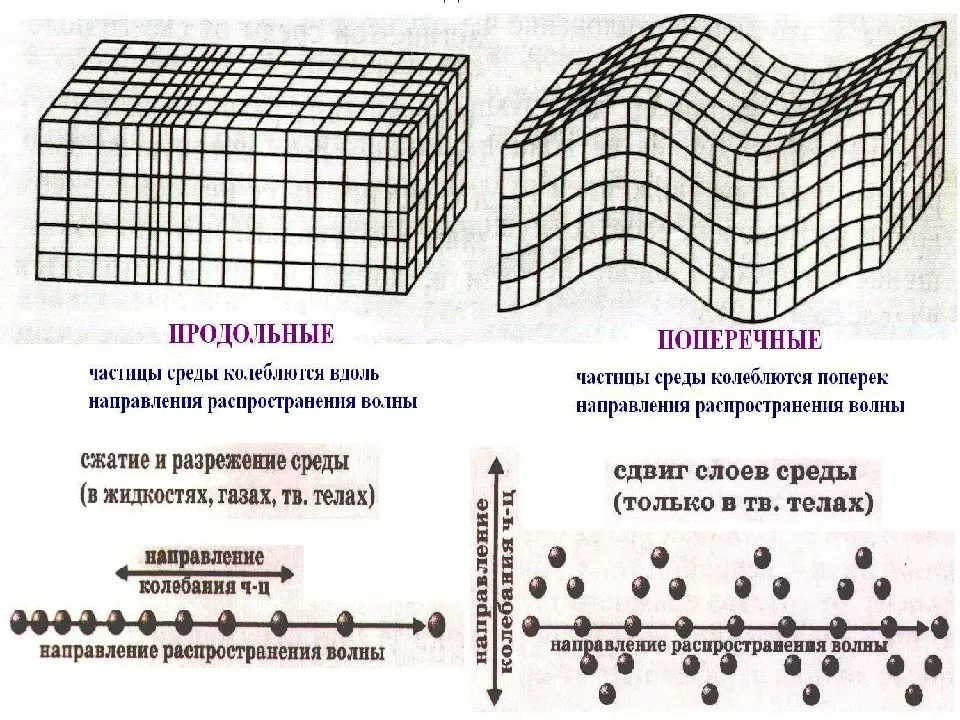 ПРОДОЛЬНЫЕ
частицы среды колеблются вдоль
направления распространения волны
сжатие и разрежение среды
(в жидкостях, газах, тв. телах)
направление
колебания ч-ц
направление распространения волны
ПОПЕРЕЧНЫЕ
частицы среды колеблются поперек
направления распространения волны
направление
колебания ч-ц
сдвиг слоев среды
(только в тв. телах)
направление распространения волны